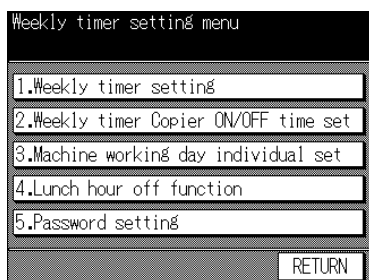 Weekly timer setting menu
1.Weekly timer setting
2.Weekly timer Copier ON/OFF time set
3.Machine working day individual set
4.Lunch hour off function
5.Password setting
RETURN